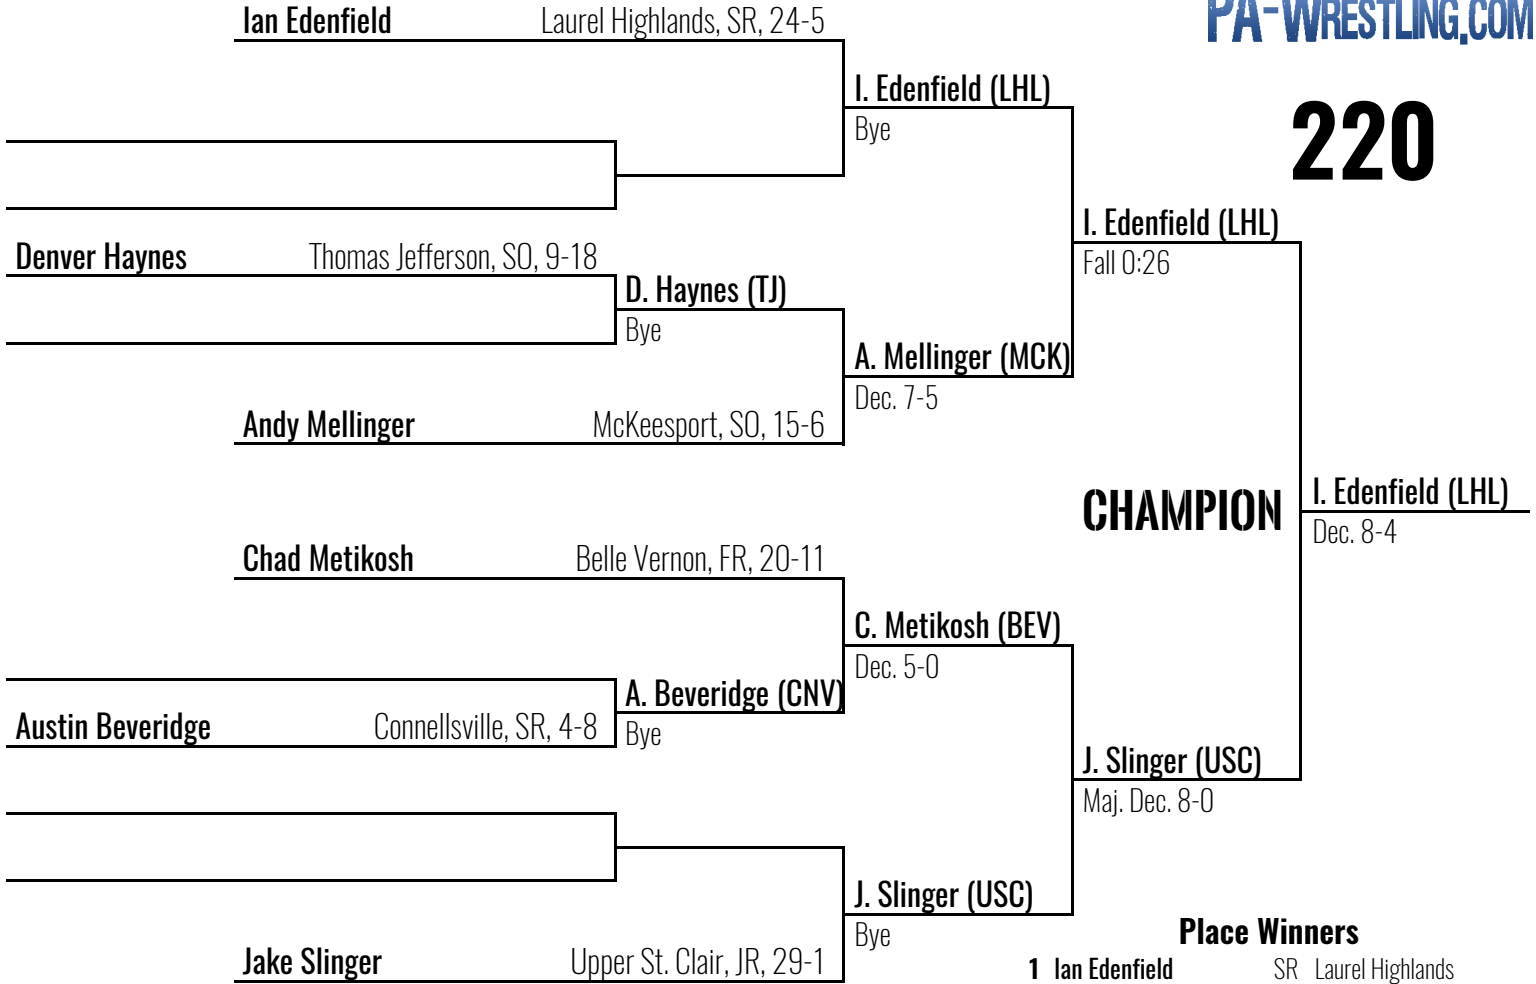 PA-WRESTLING.COM
Ian Edenfield Laurel Highlands, SR, 24-5
I. Edenfield (LHL)
Bye
220
I. Edenfield (LHL)
Fall 0:26
Denver Haynes Thomas Jefferson, SO, 9-18
D. Haynes (TJ)
Bye
A. Mellinger (MCK)
Dec. 7-5
Andy Mellinger McKeesport, SO, 15-6
CHAMPION
I. Edenfield (LHL)
Dec. 8-4
Chad Metikosh Belle Vernon, FR, 20-11
C. Metikosh (BEV)
Dec. 5-0
A. Beveridge (CNV)
Bye
Austin Beveridge Connellsville, SR, 4-8
J. Slinger (USC)
Maj. Dec. 8-0
J. Slinger (USC)
Bye
Jake Slinger Upper St. Clair, JR, 29-1
Place Winners
1 Ian Edenfield SR Laurel Highlands